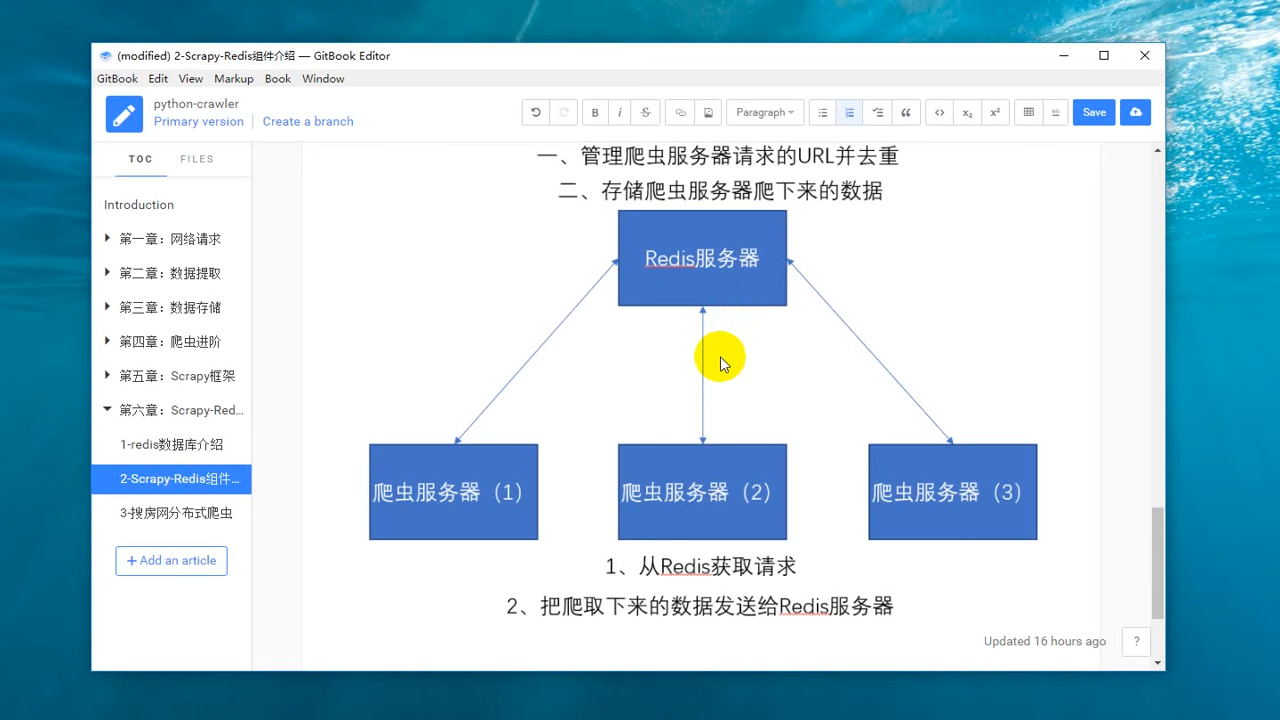 (modified) 2-Scrapy-Redis组件介绍 — GitBook Editor
GitBook Edit View Markup Book Window
python-crawler
Primary version Create a branch
B i S Paragraph x₂ x² Save
TOC FILES
Introduction
第一章：网络请求
第二章：数据提取
第三章：数据存储
第四章：爬虫进阶
第五章：Scrapy框架
第六章：Scrapy-Red...
1-redis数据库介绍
2-Scrapy-Redis组件...
3-搜房网分布式爬虫
+ Add an article
一、管理爬虫服务器请求的URL并去重
二、存储爬虫服务器爬下来的数据
Redis服务器
爬虫服务器（1）
爬虫服务器（2）
爬虫服务器（3）
1、从Redis获取请求
2、把爬取下来的数据发送给Redis服务器
Updated 16 hours ago ?